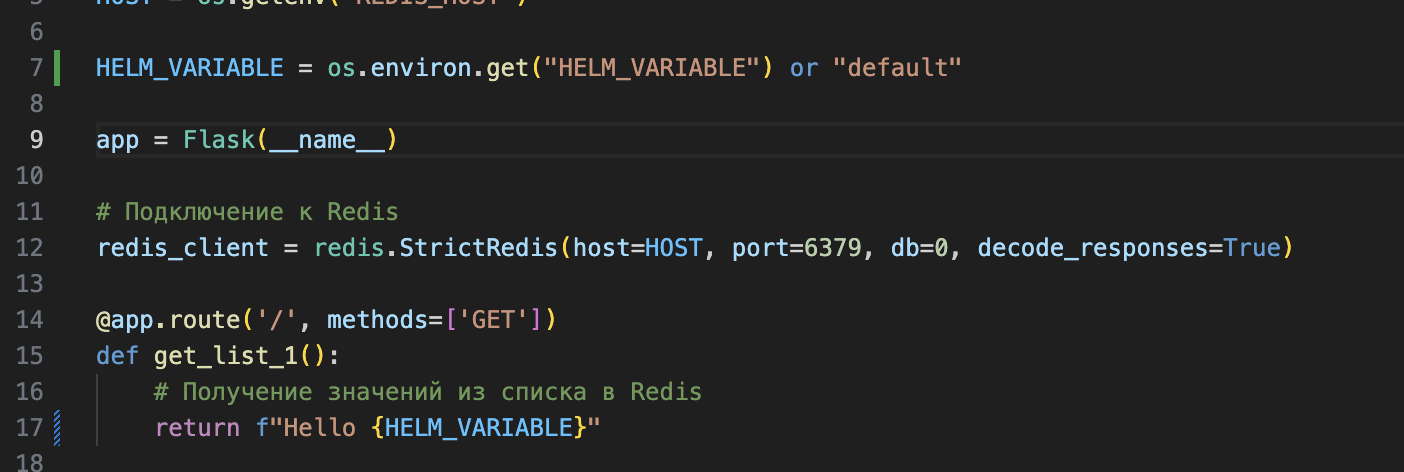 5 HOST = os.getenv("REDIS_HOST")
6
7 HELM_VARIABLE = os.environ.get("HELM_VARIABLE") or "default"
8
9 app = Flask(__name__)
10
11 # Подключение к Redis
12 redis_client = redis.StrictRedis(host=HOST, port=6379, db=0, decode_responses=True)
13
14 @app.route('/', methods=['GET'])
15 def get_list_1():
16 # Получение значений из списка в Redis
17 return f"Hello {HELM_VARIABLE}"
18